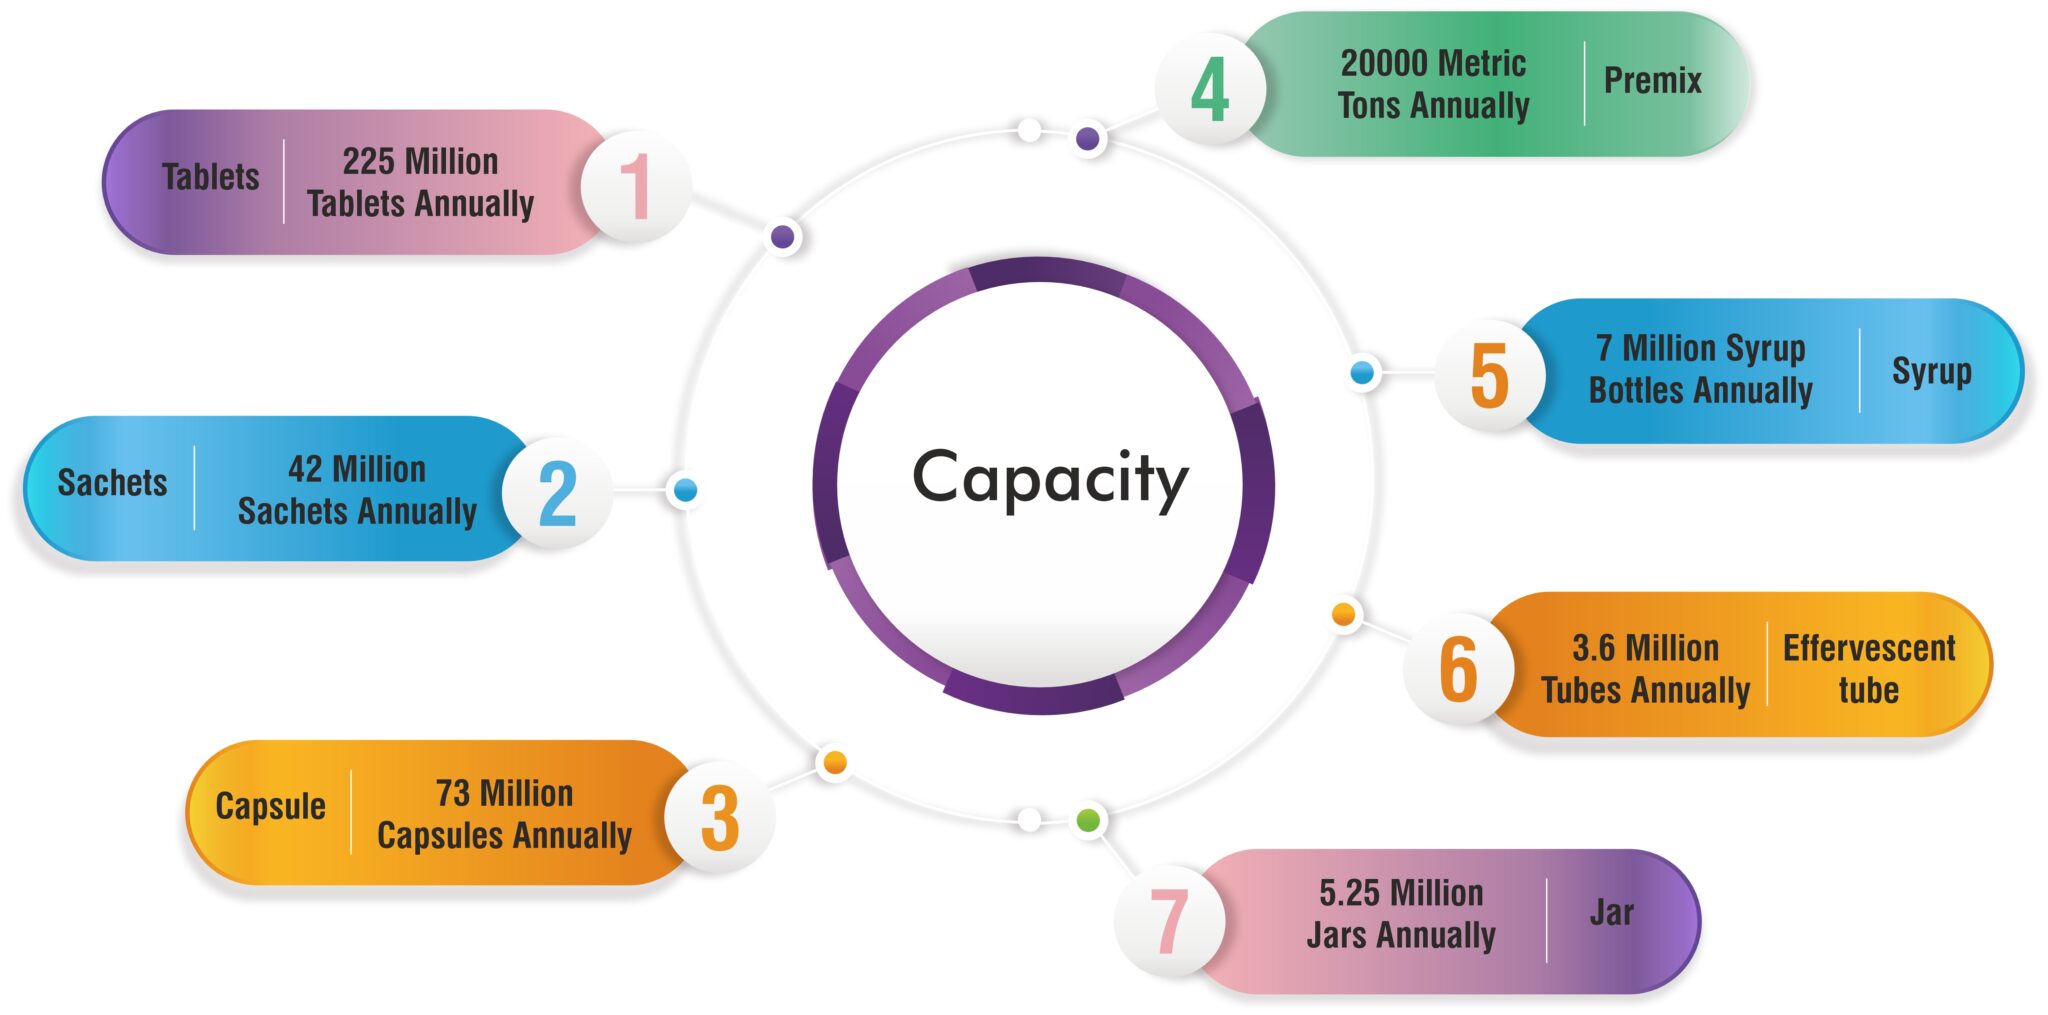 Tablets
225 Million
Tablets Annually
1
Sachets
42 Million
Sachets Annually
2
Capsule
73 Million
Capsules Annually
3
Capacity
4
20000 Metric
Tons Annually
Premix
5
7 Million Syrup
Bottles Annually
Syrup
6
3.6 Million
Tubes Annually
Effervescent
tube
7
5.25 Million
Jars Annually
Jar